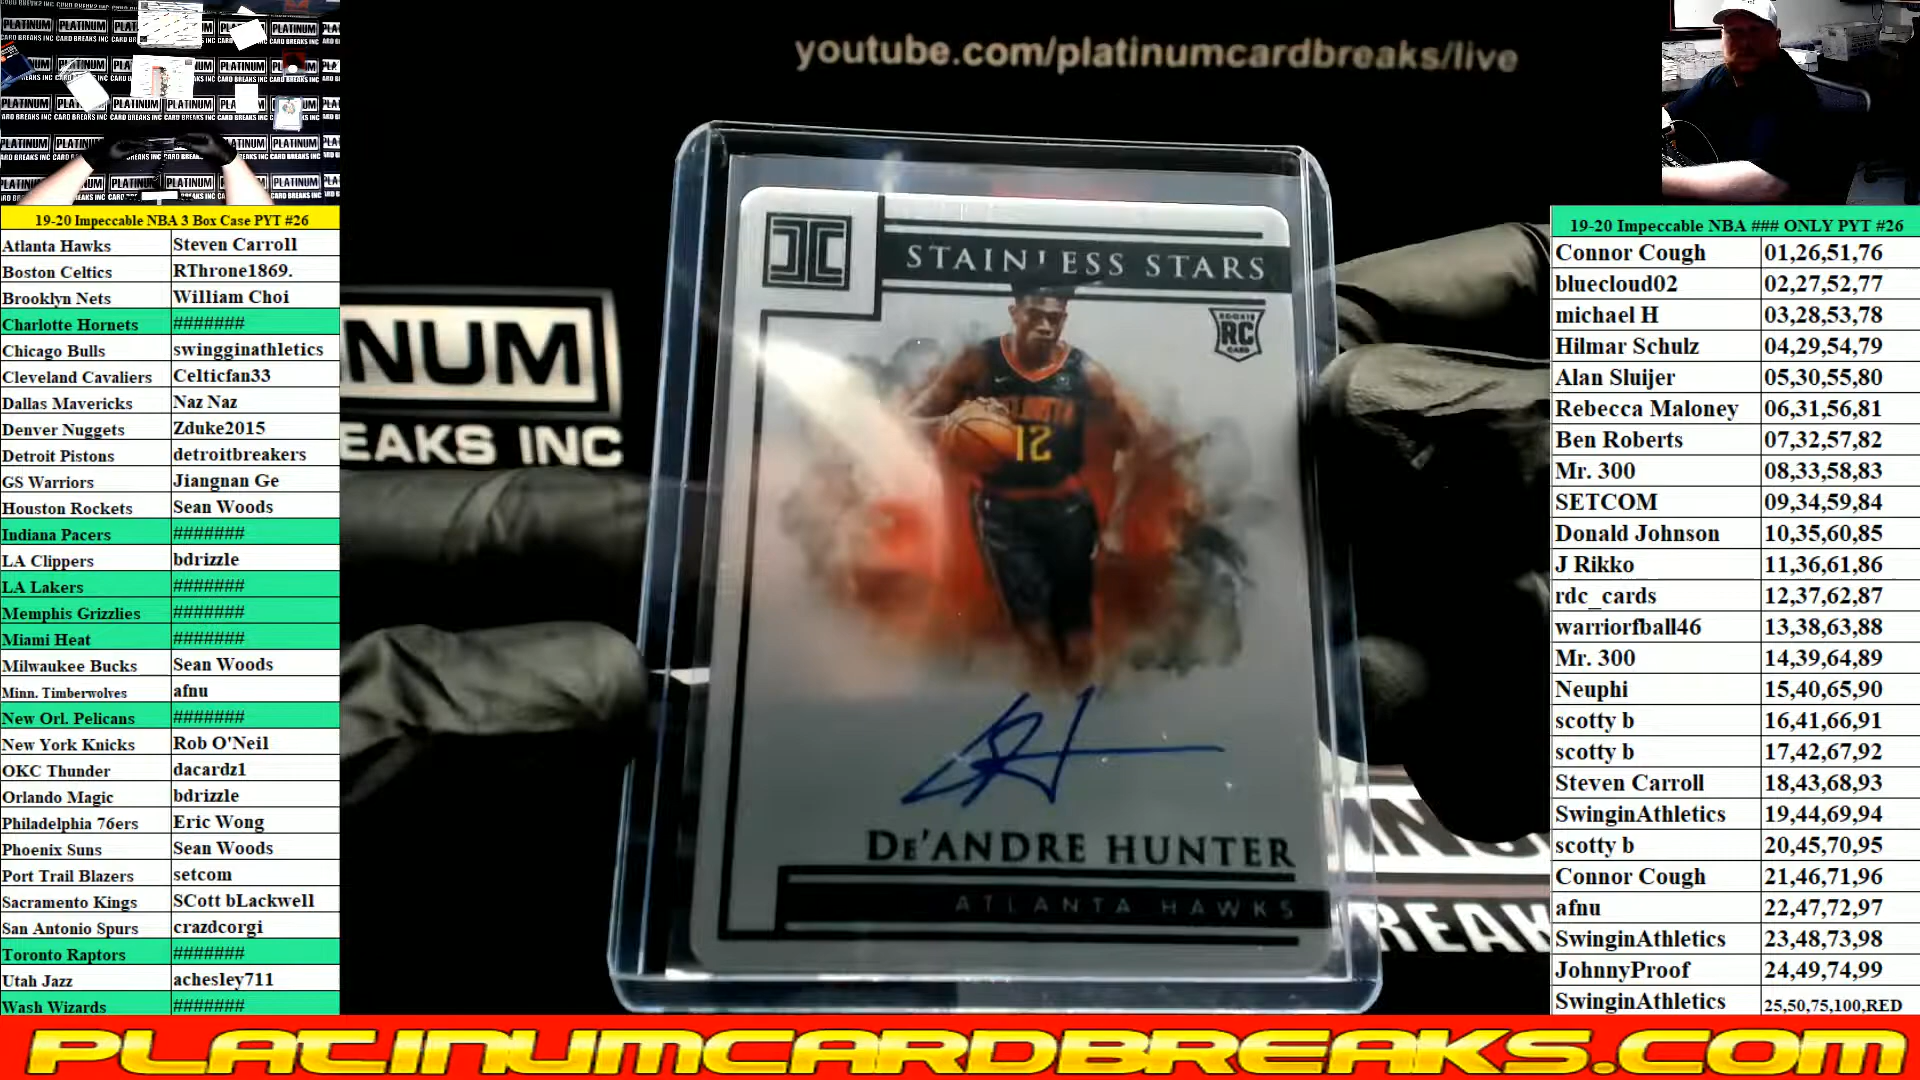 youtube.com/platinumcardbreaks/live
19-20 Impeccable NBA 3 Box Case PYT #26
Atlanta Hawks Steven Carroll
Boston Celtics RThrone1869.
Brooklyn Nets William Choi
Charlotte Hornets #######
Chicago Bulls swingginathletics
Cleveland Cavaliers Celticfan33
Dallas Mavericks Naz Naz
Denver Nuggets Zduke2015
Detroit Pistons detroitbreakers
GS Warriors Jiangnan Ge
Houston Rockets Sean Woods
Indiana Pacers #######
LA Clippers bdrizzle
LA Lakers #######
Memphis Grizzlies #######
Miami Heat #######
Milwaukee Bucks Sean Woods
Minn. Timberwolves afnu
New Orl. Pelicans #######
New York Knicks Rob O'Neil
OKC Thunder dacardz1
Orlando Magic bdrizzle
Philadelphia 76ers Eric Wong
Phoenix Suns Sean Woods
Port Trail Blazers setcom
Sacramento Kings SCott bLackwell
San Antonio Spurs crazdcorgi
Toronto Raptors #######
Utah Jazz achesley711
Wash Wizards #######
STAINLESS STARS
ROOKIE
RC
CARD
12
DE'ANDRE HUNTER
ATLANTA HAWKS
NUM
EAKS INC
REAK
19-20 Impeccable NBA ### ONLY PYT #26
Connor Cough 01,26,51,76
bluecloud02 02,27,52,77
michael H 03,28,53,78
Hilmar Schulz 04,29,54,79
Alan Sluijer 05,30,55,80
Rebecca Maloney 06,31,56,81
Ben Roberts 07,32,57,82
Mr. 300 08,33,58,83
SETCOM 09,34,59,84
Donald Johnson 10,35,60,85
J Rikko 11,36,61,86
rdc_cards 12,37,62,87
warriorfball46 13,38,63,88
Mr. 300 14,39,64,89
Neuphi 15,40,65,90
scotty b 16,41,66,91
scotty b 17,42,67,92
Steven Carroll 18,43,68,93
SwinginAthletics 19,44,69,94
scotty b 20,45,70,95
Connor Cough 21,46,71,96
afnu 22,47,72,97
SwinginAthletics 23,48,73,98
JohnnyProof 24,49,74,99
SwinginAthletics 25,50,75,100,RED
PLATINUMCARDBREAKS.COM